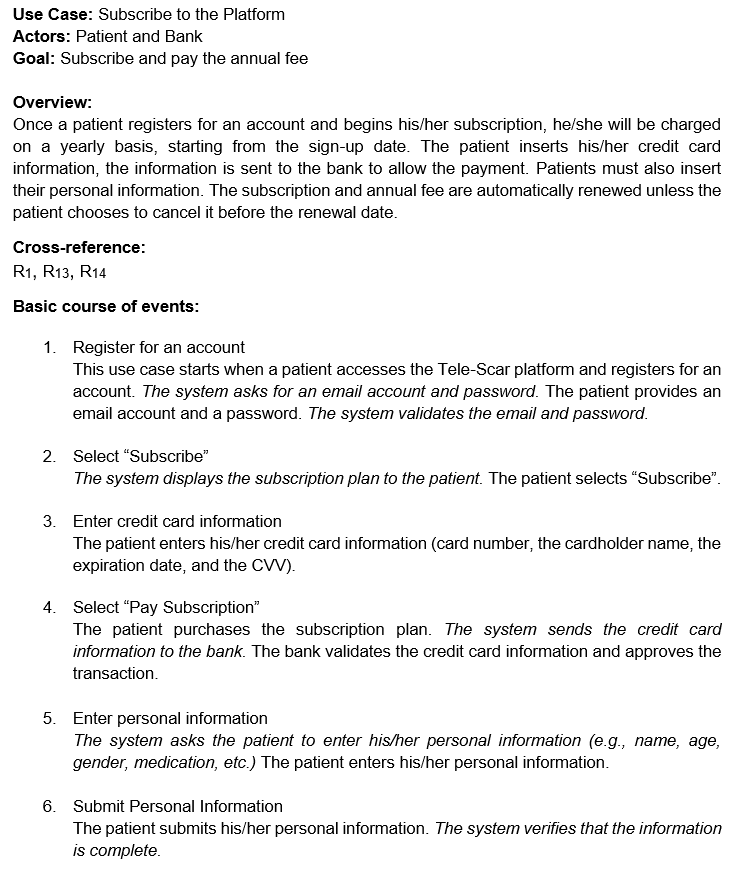 Use Case: Subscribe to the Platform
Actors: Patient and Bank
Goal: Subscribe and pay the annual fee
Overview:
Once a patient registers for an account and begins his/her subscription, he/she will be charged
on a yearly basis, starting from the sign-up date. The patient inserts his/her credit card
information, the information is sent to the bank to allow the payment. Patients must also insert
their personal information. The subscription and annual fee are automatically renewed unless the
patient chooses to cancel it before the renewal date.
Cross-reference:
R1, R13, R14
Basic course of events:
1. Register for an account
This use case starts when a patient accesses the Tele-Scar platform and registers for an
account. The system asks for an email account and password. The patient provides an
email account and a password. The system validates the email and password.
2. Select “Subscribe”
The system displays the subscription plan to the patient. The patient selects “Subscribe”.
3. Enter credit card information
The patient enters his/her credit card information (card number, the cardholder name, the
expiration date, and the CVV).
4. Select “Pay Subscription”
The patient purchases the subscription plan. The system sends the credit card
information to the bank. The bank validates the credit card information and approves the
transaction.
5. Enter personal information
The system asks the patient to enter his/her personal information (e.g., name, age,
gender, medication, etc.) The patient enters his/her personal information.
6. Submit Personal Information
The patient submits his/her personal information. The system verifies that the information
is complete.